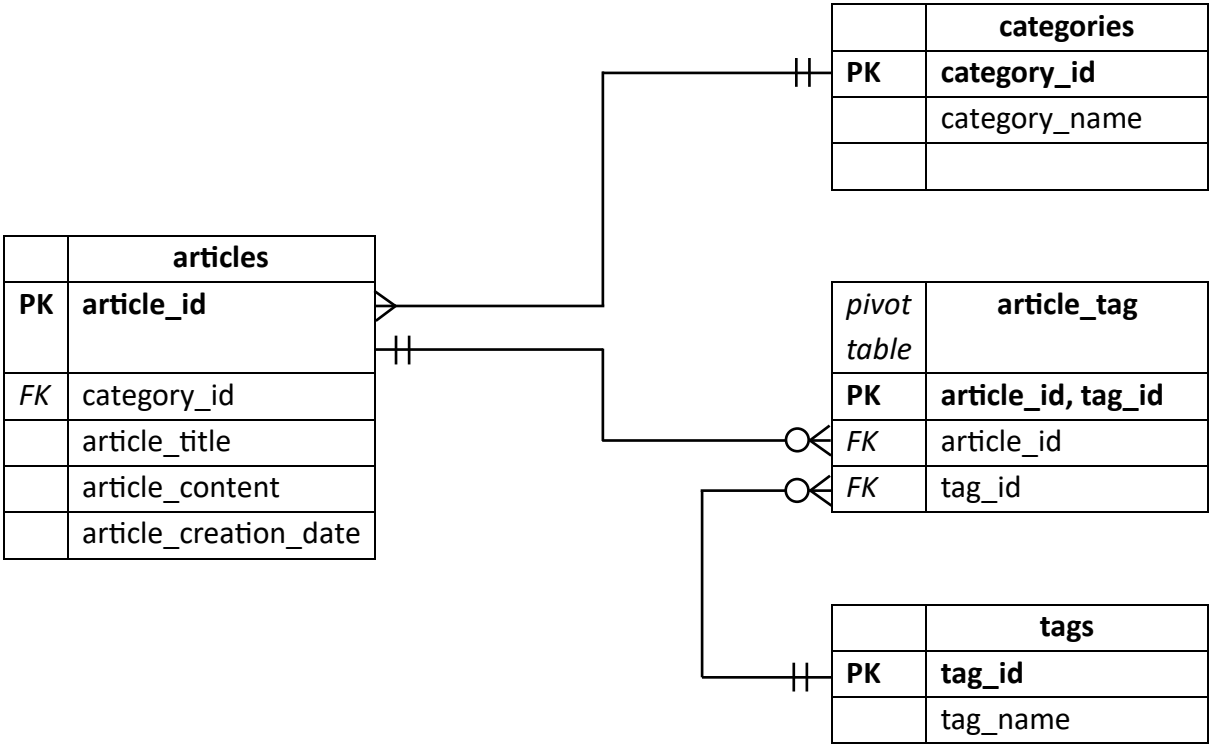 categories
PK category_id
category_name
articles
PK article_id
FK category_id
article_title
article_content
article_creation_date
pivot table article_tag
PK article_id, tag_id
FK article_id
FK tag_id
tags
PK tag_id
tag_name